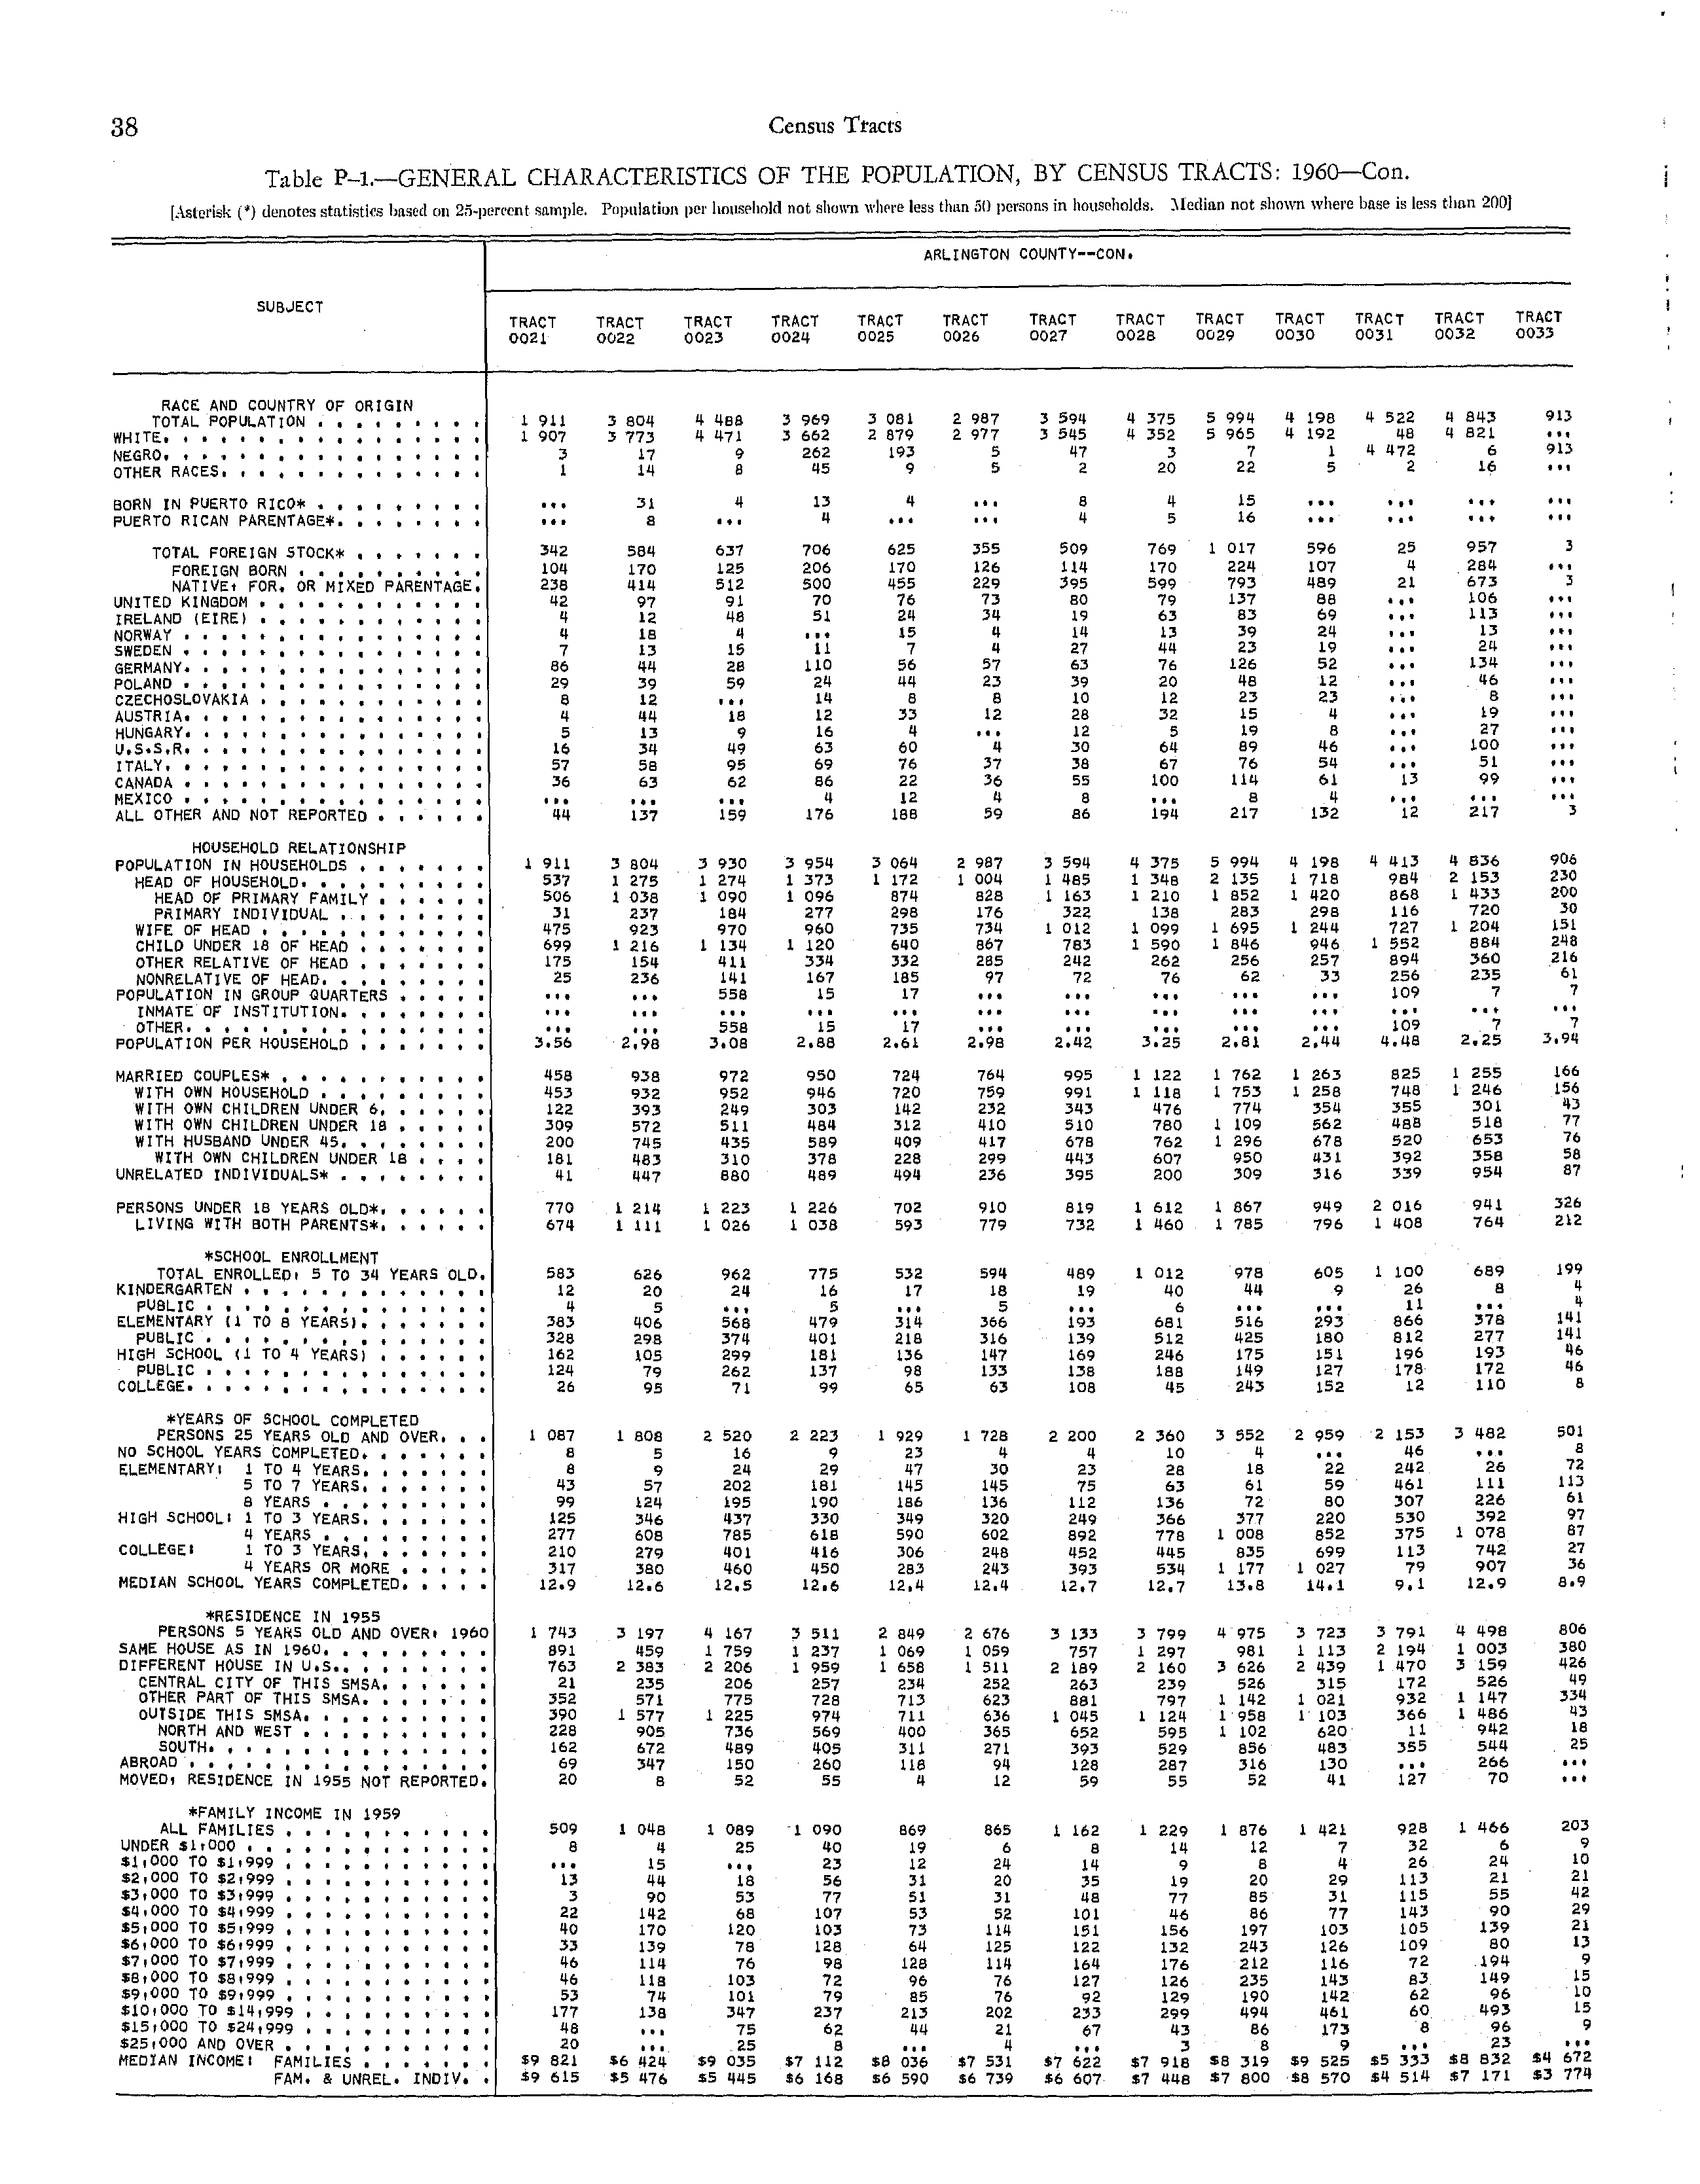 38
Census Tracts
Table P–1.—GENERAL CHARACTERISTICS OF THE POPULATION, BY CENSUS TRACTS: 1960—Con.
[Asterisk (*) denotes statistics based on 25-percent sample. Population per household not shown where less than 50 persons in households. Median not shown where base is less than 200]
SUBJECT
ARLINGTON COUNTY--CON.
TRACT 0021 TRACT 0022 TRACT 0023 TRACT 0024 TRACT 0025 TRACT 0026 TRACT 0027 TRACT 0028 TRACT 0029 TRACT 0030 TRACT 0031 TRACT 0032 TRACT 0033
RACE AND COUNTRY OF ORIGIN
TOTAL POPULATION 1 911 3 804 4 488 3 969 3 081 2 987 3 594 4 375 5 994 4 198 4 522 4 843 913
WHITE 1 907 3 773 4 471 3 662 2 879 2 977 3 545 4 352 5 965 4 192 48 4 821 ...
NEGRO 3 17 9 262 193 5 47 3 7 1 4 472 6 913
OTHER RACES 1 14 8 45 9 5 2 20 22 5 2 16 ...
BORN IN PUERTO RICO* ... 31 4 13 4 ... 8 4 15 ... ... ... ...
PUERTO RICAN PARENTAGE* ... 8 ... 4 ... ... 4 5 16 ... ... ... ...
TOTAL FOREIGN STOCK* 342 584 637 706 625 355 509 769 1 017 596 25 957 3
FOREIGN BORN 104 170 125 206 170 126 114 170 224 107 4 284 ...
NATIVE, FOR. OR MIXED PARENTAGE. 238 414 512 500 455 229 395 599 793 489 21 673 3
UNITED KINGDOM 42 97 91 70 76 73 80 79 137 88 ... 106 ...
IRELAND (EIRE) 4 12 48 51 24 34 19 63 83 69 ... 113 ...
NORWAY 4 18 4 ... 15 4 14 13 39 24 ... 13 ...
SWEDEN 7 13 15 11 7 4 27 44 23 19 ... 24 ...
GERMANY 86 44 28 110 56 57 63 76 126 52 ... 134 ...
POLAND 29 39 59 24 44 23 39 20 48 12 ... 46 ...
CZECHOSLOVAKIA 8 12 ... 14 8 8 10 12 23 23 ... 8 ...
AUSTRIA 4 44 18 12 33 12 28 32 15 4 ... 19 ...
HUNGARY 5 13 9 16 4 ... 12 5 19 8 ... 27 ...
U.S.S.R. 16 34 49 63 60 4 30 64 89 46 ... 100 ...
ITALY 57 58 95 69 76 37 38 67 76 54 ... 51 ...
CANADA 36 63 62 86 22 36 55 100 114 61 13 99 ...
MEXICO ... ... ... 4 12 4 8 ... 8 4 ... ... ...
ALL OTHER AND NOT REPORTED 44 137 159 176 188 59 86 194 217 132 12 217 3
HOUSEHOLD RELATIONSHIP
POPULATION IN HOUSEHOLDS 1 911 3 804 3 930 3 954 3 064 2 987 3 594 4 375 5 994 4 198 4 413 4 836 906
HEAD OF HOUSEHOLD 537 1 275 1 274 1 373 1 172 1 004 1 485 1 348 2 135 1 718 984 2 153 230
HEAD OF PRIMARY FAMILY 506 1 038 1 090 1 096 874 828 1 163 1 210 1 852 1 420 868 1 433 200
PRIMARY INDIVIDUAL 31 237 184 277 298 176 322 138 283 298 116 720 30
WIFE OF HEAD 475 923 970 960 735 734 1 012 1 099 1 695 1 244 727 1 204 151
CHILD UNDER 18 OF HEAD 699 1 216 1 134 1 120 640 867 783 1 590 1 846 946 1 552 884 248
OTHER RELATIVE OF HEAD 175 154 411 334 332 285 242 262 256 257 894 360 216
NONRELATIVE OF HEAD 25 236 141 167 185 97 72 76 62 33 256 235 61
POPULATION IN GROUP QUARTERS ... ... 558 15 17 ... ... ... ... ... 109 7 7
INMATE OF INSTITUTION ... ... ... ... ... ... ... ... ... ... ... ... ...
OTHER ... ... 558 15 17 ... ... ... ... ... 109 7 7
POPULATION PER HOUSEHOLD 3.56 2.98 3.08 2.88 2.61 2.98 2.42 3.25 2.81 2.44 4.48 2.25 3.94
MARRIED COUPLES* 458 938 972 950 724 764 995 1 122 1 762 1 263 825 1 255 166
WITH OWN HOUSEHOLD 453 932 952 946 720 759 991 1 118 1 753 1 258 748 1 246 156
WITH OWN CHILDREN UNDER 6 122 393 249 303 142 232 343 476 774 354 355 301 43
WITH OWN CHILDREN UNDER 18 309 572 511 484 312 410 510 780 1 109 562 488 518 77
WITH HUSBAND UNDER 45 200 745 435 589 409 417 678 762 1 296 678 520 653 76
WITH OWN CHILDREN UNDER 18 181 483 310 378 228 299 443 607 950 431 392 358 58
UNRELATED INDIVIDUALS* 41 447 880 489 494 236 395 200 309 316 339 954 87
PERSONS UNDER 18 YEARS OLD* 770 1 214 1 223 1 226 702 910 819 1 612 1 867 949 2 016 941 326
LIVING WITH BOTH PARENTS* 674 1 111 1 026 1 038 593 779 732 1 460 1 785 796 1 408 764 212
*SCHOOL ENROLLMENT
TOTAL ENROLLED, 5 TO 34 YEARS OLD. 583 626 962 775 532 594 489 1 012 978 605 1 100 689 199
KINDERGARTEN 12 20 24 16 17 18 19 40 44 9 26 8 4
PUBLIC 4 5 ... 5 ... 5 ... 6 ... ... 11 ... 4
ELEMENTARY (1 TO 8 YEARS) 383 406 568 479 314 366 193 681 516 293 866 378 141
PUBLIC 328 298 374 401 218 316 139 512 425 180 812 277 141
HIGH SCHOOL (1 TO 4 YEARS) 162 105 299 181 136 147 169 246 175 151 196 193 46
PUBLIC 124 79 262 137 98 133 138 188 149 127 178 172 46
COLLEGE 26 95 71 99 65 63 108 45 243 152 12 110 8
*YEARS OF SCHOOL COMPLETED
PERSONS 25 YEARS OLD AND OVER 1 087 1 808 2 520 2 223 1 929 1 728 2 200 2 360 3 552 2 959 2 153 3 482 501
NO SCHOOL YEARS COMPLETED 8 5 16 9 23 4 4 10 4 ... 46 ... 8
ELEMENTARY: 1 TO 4 YEARS 8 9 24 29 47 30 23 28 18 22 242 26 72
5 TO 7 YEARS 43 57 202 181 145 145 75 63 61 59 461 111 113
8 YEARS 99 124 195 190 186 136 112 136 72 80 307 226 61
HIGH SCHOOL: 1 TO 3 YEARS 125 346 437 330 349 320 249 366 377 220 530 392 97
4 YEARS 277 608 785 618 590 602 892 778 1 008 852 375 1 078 87
COLLEGE: 1 TO 3 YEARS 210 279 401 416 306 248 452 445 835 699 113 742 27
4 YEARS OR MORE 317 380 460 450 283 243 393 534 1 177 1 027 79 907 36
MEDIAN SCHOOL YEARS COMPLETED 12.9 12.6 12.5 12.6 12.4 12.4 12.7 12.7 13.8 14.1 9.1 12.9 8.9
*RESIDENCE IN 1955
PERSONS 5 YEARS OLD AND OVER, 1960 1 743 3 197 4 167 3 511 2 849 2 676 3 133 3 799 4 975 3 723 3 791 4 498 806
SAME HOUSE AS IN 1960 891 459 1 759 1 237 1 069 1 059 757 1 297 981 1 113 2 194 1 003 380
DIFFERENT HOUSE IN U.S. 763 2 383 2 206 1 959 1 658 1 511 2 189 2 160 3 626 2 439 1 470 3 159 426
CENTRAL CITY OF THIS SMSA 21 235 206 257 234 252 263 239 526 315 172 526 49
OTHER PART OF THIS SMSA 352 571 775 728 713 623 881 797 1 142 1 021 932 1 147 334
OUTSIDE THIS SMSA 390 1 577 1 225 974 711 636 1 045 1 124 1 958 1 103 366 1 486 43
NORTH AND WEST 228 905 736 569 400 365 652 595 1 102 620 11 942 18
SOUTH 162 672 489 405 311 271 393 529 856 483 355 544 25
ABROAD 69 347 150 260 118 94 128 287 316 130 ... 266 ...
MOVED, RESIDENCE IN 1955 NOT REPORTED. 20 8 52 55 4 12 59 55 52 41 127 70 ...
*FAMILY INCOME IN 1959
ALL FAMILIES 509 1 048 1 089 1 090 869 865 1 162 1 229 1 876 1 421 928 1 466 203
UNDER $1,000 8 4 25 40 19 6 8 14 12 7 32 6 9
$1,000 TO $1,999 ... 15 ... 23 12 24 14 9 8 4 26 24 10
$2,000 TO $2,999 13 44 18 56 31 20 35 19 20 29 113 21 21
$3,000 TO $3,999 3 90 53 77 51 31 48 77 85 31 115 55 42
$4,000 TO $4,999 22 142 68 107 53 52 101 46 86 77 143 90 29
$5,000 TO $5,999 40 170 120 103 73 114 151 156 197 103 105 139 21
$6,000 TO $6,999 33 139 78 128 64 125 122 132 243 126 109 80 13
$7,000 TO $7,999 46 114 76 98 128 114 164 176 212 116 72 194 9
$8,000 TO $8,999 46 118 103 72 96 76 127 126 235 143 83 149 15
$9,000 TO $9,999 53 74 101 79 85 76 92 129 190 142 62 96 10
$10,000 TO $14,999 177 138 347 237 213 202 233 299 494 461 60 493 15
$15,000 TO $24,999 48 ... 75 62 44 21 67 43 86 173 8 96 9
$25,000 AND OVER 20 ... 25 8 ... 4 ... 3 8 9 ... 23 ...
MEDIAN INCOME: FAMILIES $9 821 $6 424 $9 035 $7 112 $8 036 $7 531 $7 622 $7 918 $8 319 $9 525 $5 333 $8 832 $4 672
FAM. & UNREL. INDIV. $9 615 $5 476 $5 445 $6 168 $6 590 $6 739 $6 607 $7 448 $7 800 $8 570 $4 514 $7 171 $3 774